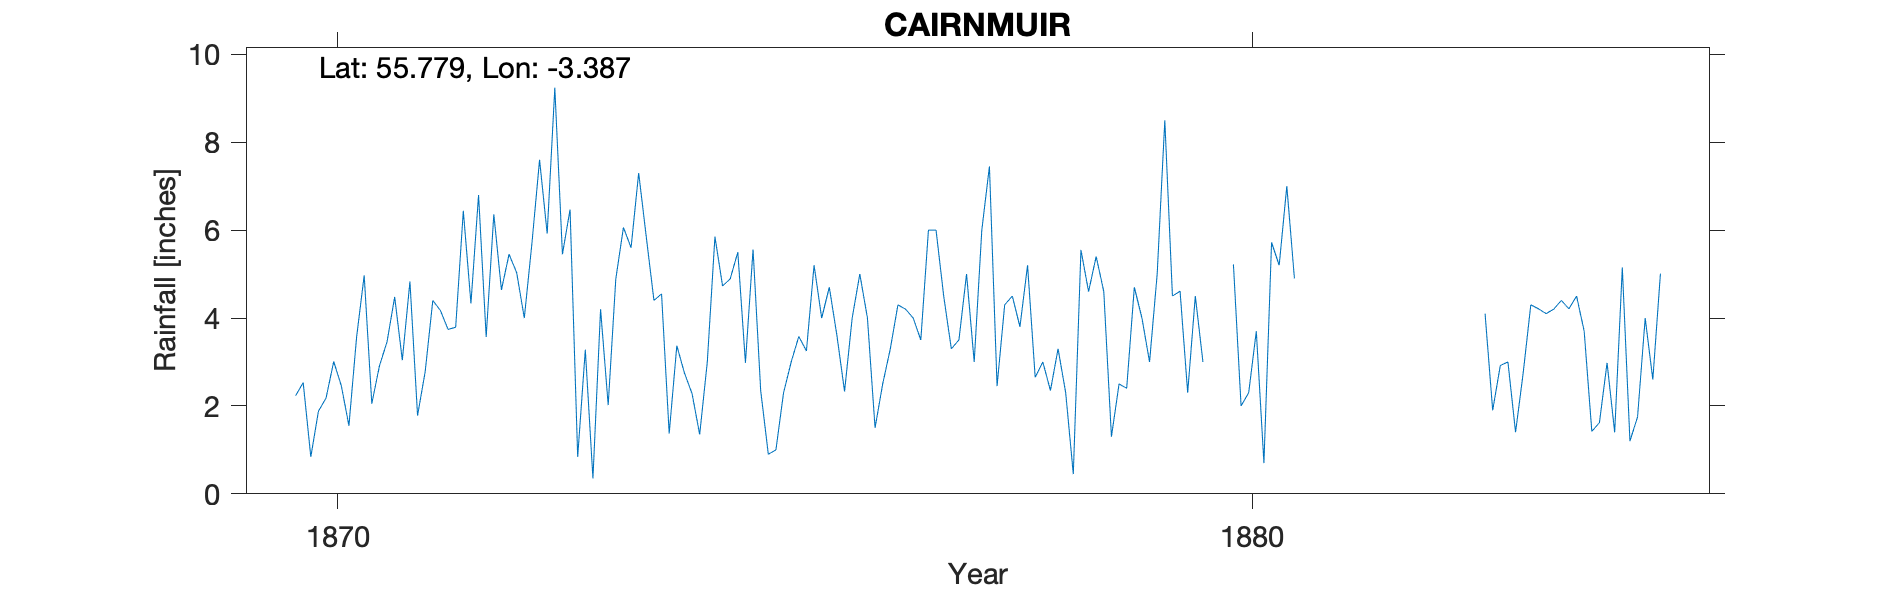 CAIRNMUIR
Lat: 55.779, Lon: -3.387
10
8
6
4
2
0
Rainfall [inches]
1870
1880
Year